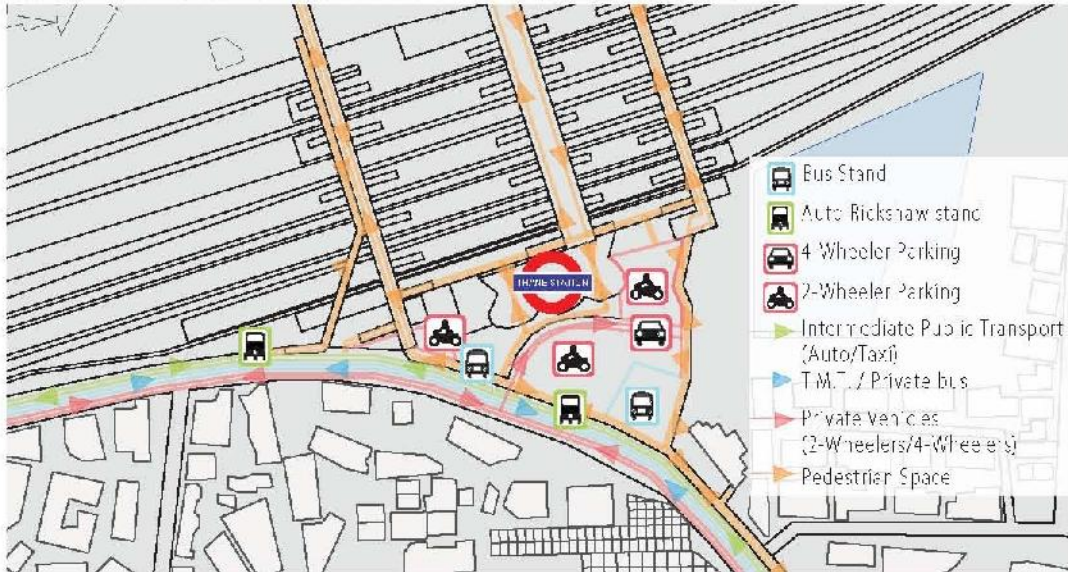 THANE STATION
Bus Stand
Auto Rickshaw stand
4-Wheeler Parking
2-Wheeler Parking
Intermediate Public Transport
(Auto/Taxi)
T.M.T. / Private bus
Private Vehicles
(2-Wheelers/4-Wheelers)
Pedestrian Space